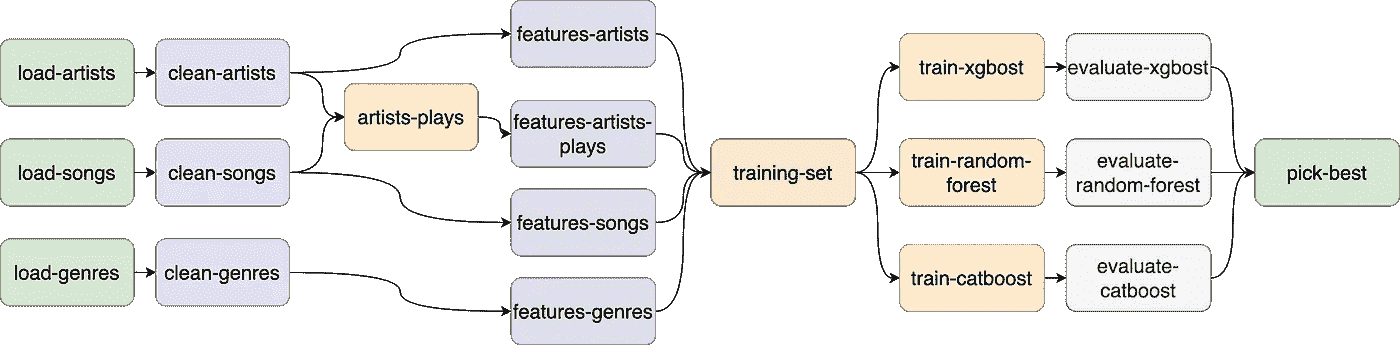 load-artists
clean-artists
features-artists
load-songs
clean-songs
artists-plays
features-artists-
plays
features-songs
load-genres
clean-genres
features-genres
training-set
train-xgbost
evaluate-xgbost
train-random-
forest
evaluate-
random-forest
train-catboost
evaluate-
catboost
pick-best